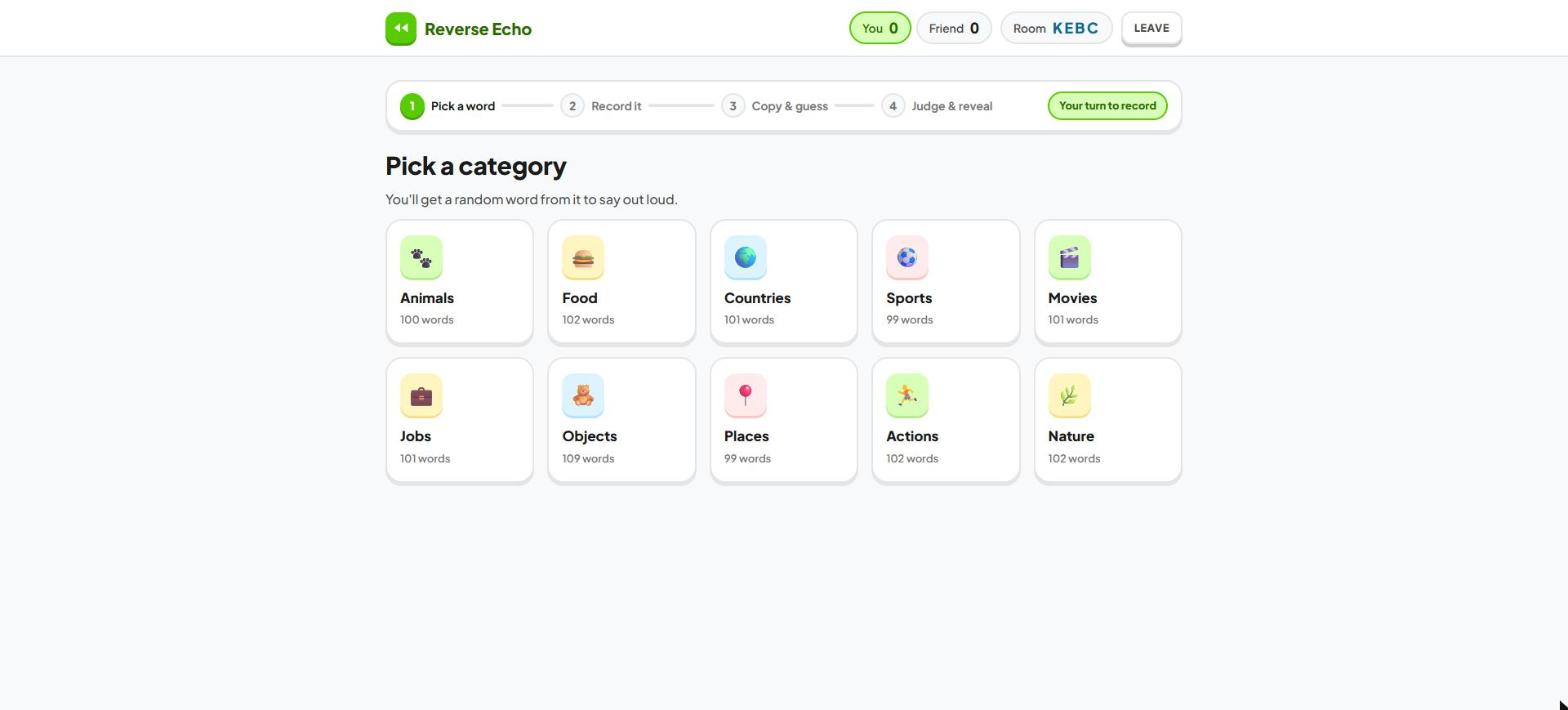 Reverse Echo
You 0
Friend 0
Room KEBC
LEAVE
1 Pick a word
2 Record it
3 Copy & guess
4 Judge & reveal
Your turn to record
Pick a category
You'll get a random word from it to say out loud.
Animals
100 words
Food
102 words
Countries
101 words
Sports
99 words
Movies
101 words
Jobs
101 words
Objects
109 words
Places
99 words
Actions
102 words
Nature
102 words